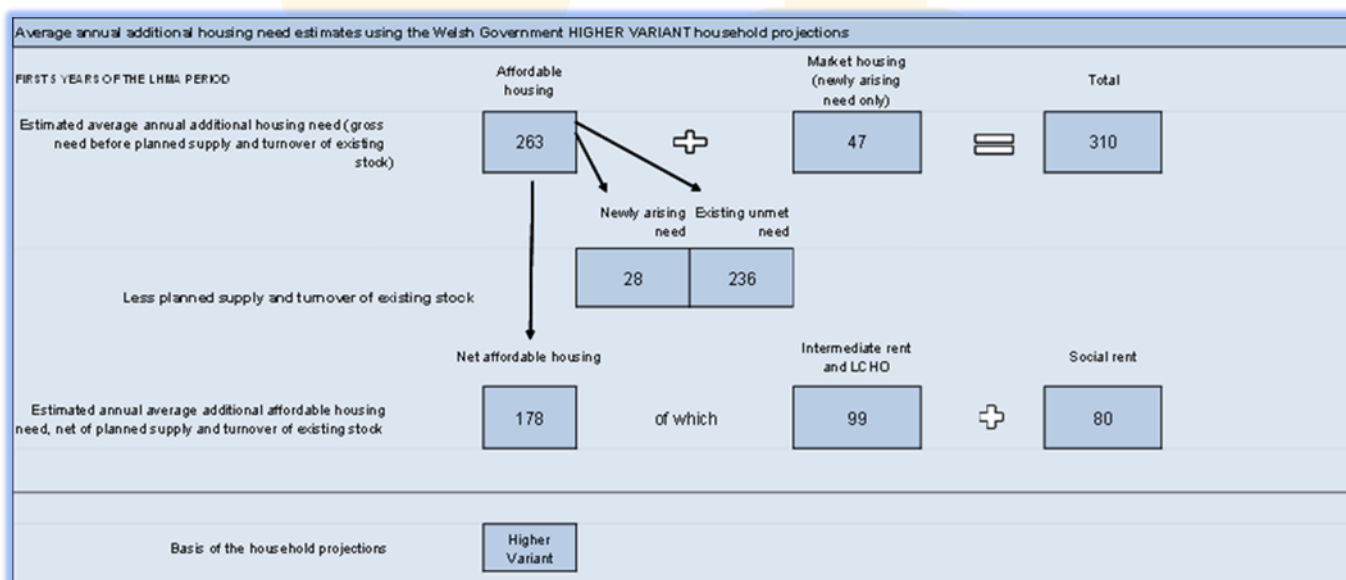 Average annual additional housing need estimates using the Welsh Government HIGHER VARIANT household projections
FIRST 5 YEARS OF THE LHMA PERIOD
Affordable
housing
Market housing
(newly arising
need only)
Total
Estimated average annual additional housing need (gross
need before planned supply and turnover of existing
stock)
263
47
310
Newly arising
need
Existing unmet
need
28
236
Less planned supply and turnover of existing stock
Net affordable housing
Intermediate rent
and LCHO
Social rent
Estimated annual average additional affordable housing
need, net of planned supply and turnover of existing stock
178
of which
99
80
Basis of the household projections
Higher
Variant